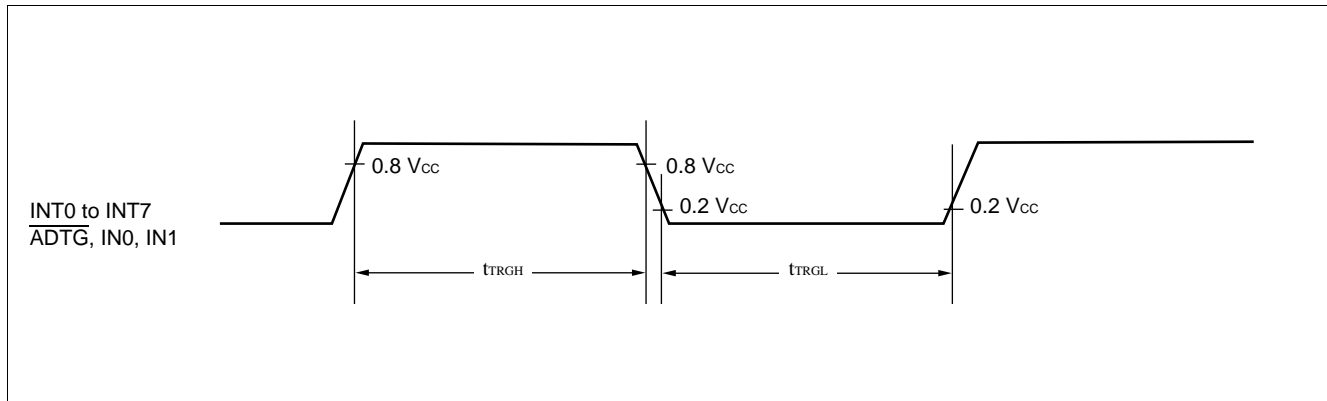 0.8 VCC
0.8 VCC
INT0 to INT7
ADTG, IN0, IN1
0.2 VCC
0.2 VCC
tTRGH
tTRGL